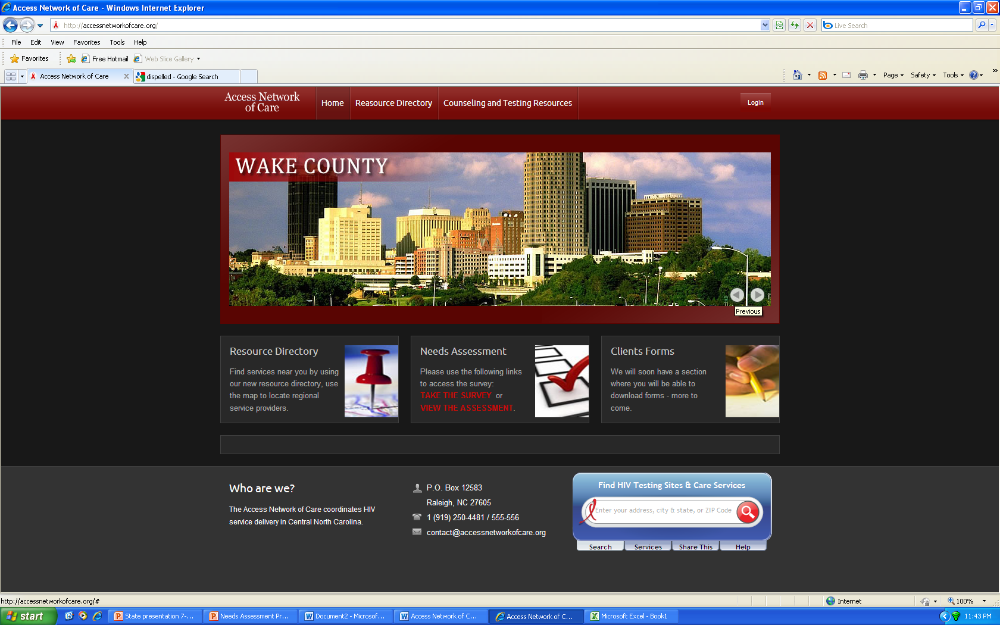 Access Network of Care - Windows Internet Explorer
http://accessnetworkofcare.org/
Live Search
File Edit View Favorites Tools Help
Favorites Free Hotmail Web Slice Gallery
Access Network of Care dispelled - Google Search Page Safety Tools
Access Network
of Care
Home Reasource Directory Counseling and Testing Resources Login
WAKE COUNTY
Previous
Resource Directory
Find services near you by using
our new resource directory, use
the map to locate regional
service providers.
Needs Assessment
Please use the following links
to access the survey:
TAKE THE SURVEY or
VIEW THE ASSESSMENT.
Clients Forms
We will soon have a section
where you will be able to
download forms - more to
come.
Who are we?
The Access Network of Care coordinates HIV
service delivery in Central North Carolina.
P.O. Box 12583
Raleigh, NC 27605
1 (919) 250-4481 / 555-556
contact@accessnetworkofcare.org
Find HIV Testing Sites & Care Services
Enter your address, city & state, or ZIP Code
Search Services Share This Help
http://accessnetworkofcare.org/# Internet 100%
start State presentation 7-... Needs Assessment Pr... Document2 - Microsof... Access Network of C... Access Network of C... Microsoft Excel - Book1 11:43 PM